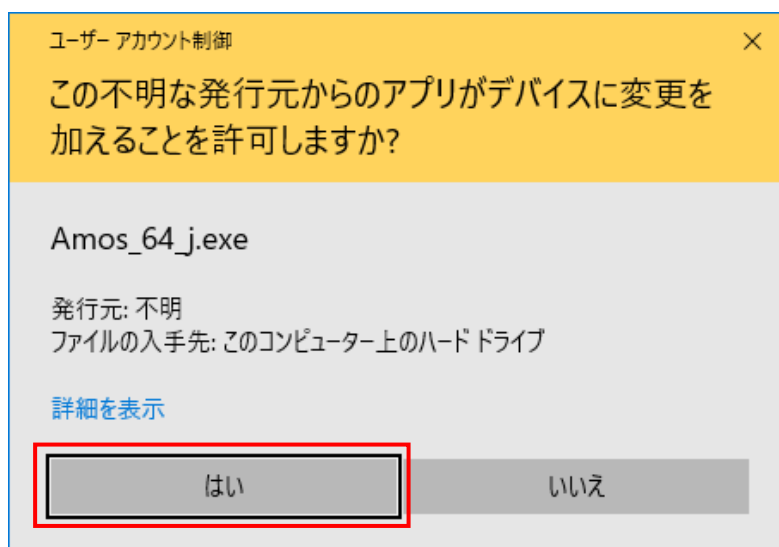 ユーザー アカウント制御
この不明な発行元からのアプリがデバイスに変更を
加えることを許可しますか?
Amos_64_j.exe
発行元: 不明
ファイルの入手先: このコンピューター上のハード ドライブ
詳細を表示
はい
いいえ